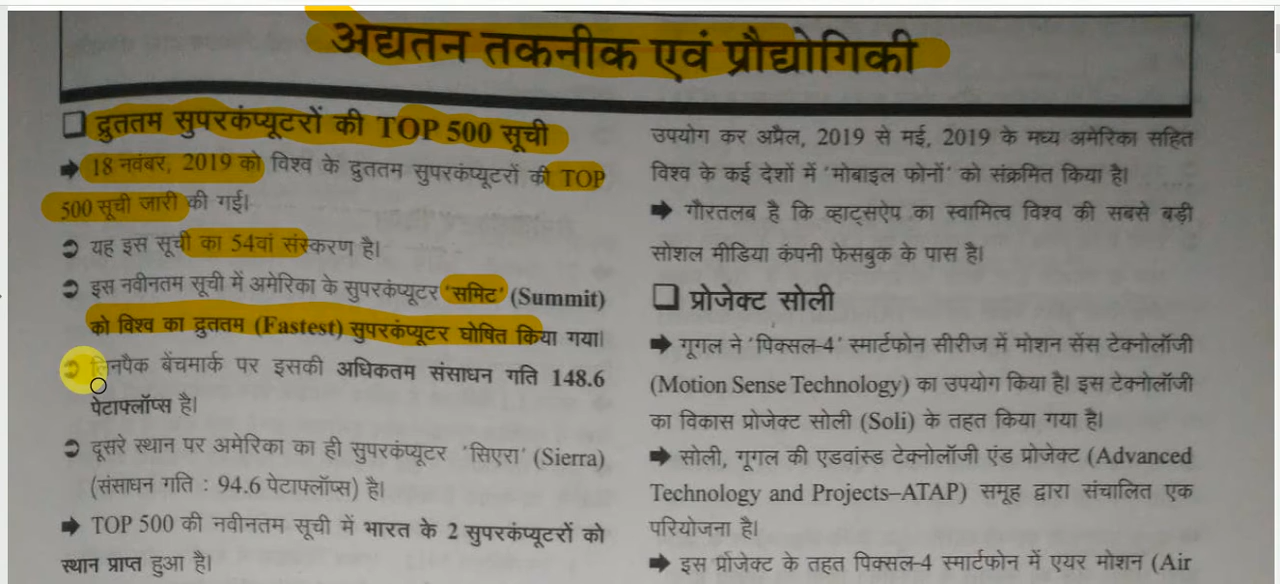 अद्यतन तकनीक एवं प्रौद्योगिकी
❑ द्रुततम सुपरकंप्यूटरों की TOP 500 सूची
➡ 18 नवंबर, 2019 को विश्व के द्रुततम सुपरकंप्यूटरों की TOP
500 सूची जारी की गई।
➲ यह इस सूची का 54वां संस्करण है।
➲ इस नवीनतम सूची में अमेरिका के सुपरकंप्यूटर 'समिट' (Summit)
को विश्व का द्रुततम (Fastest) सुपरकंप्यूटर घोषित किया गया।
➲ लिनपैक बेंचमार्क पर इसकी अधिकतम संसाधन गति 148.6
पेटाफ्लॉप्स है।
➲ दूसरे स्थान पर अमेरिका का ही सुपरकंप्यूटर 'सिएरा' (Sierra)
(संसाधन गति : 94.6 पेटाफ्लॉप्स) है।
➡ TOP 500 की नवीनतम सूची में भारत के 2 सुपरकंप्यूटरों को
स्थान प्राप्त हुआ है।
उपयोग कर अप्रैल, 2019 से मई, 2019 के मध्य अमेरिका सहित
विश्व के कई देशों में 'मोबाइल फोनों' को संक्रमित किया है।
➡ गौरतलब है कि व्हाट्सऐप का स्वामित्व विश्व की सबसे बड़ी
सोशल मीडिया कंपनी फेसबुक के पास है।
❑ प्रोजेक्ट सोली
➡ गूगल ने 'पिक्सल-4' स्मार्टफोन सीरीज में मोशन सेंस टेक्नोलॉजी
(Motion Sense Technology) का उपयोग किया है। इस टेक्नोलॉजी
का विकास प्रोजेक्ट सोली (Soli) के तहत किया गया है।
➡ सोली, गूगल की एडवांस्ड टेक्नोलॉजी एंड प्रोजेक्ट (Advanced
Technology and Projects–ATAP) समूह द्वारा संचालित एक
परियोजना है।
➡ इस प्रोजेक्ट के तहत पिक्सल-4 स्मार्टफोन में एयर मोशन (Air